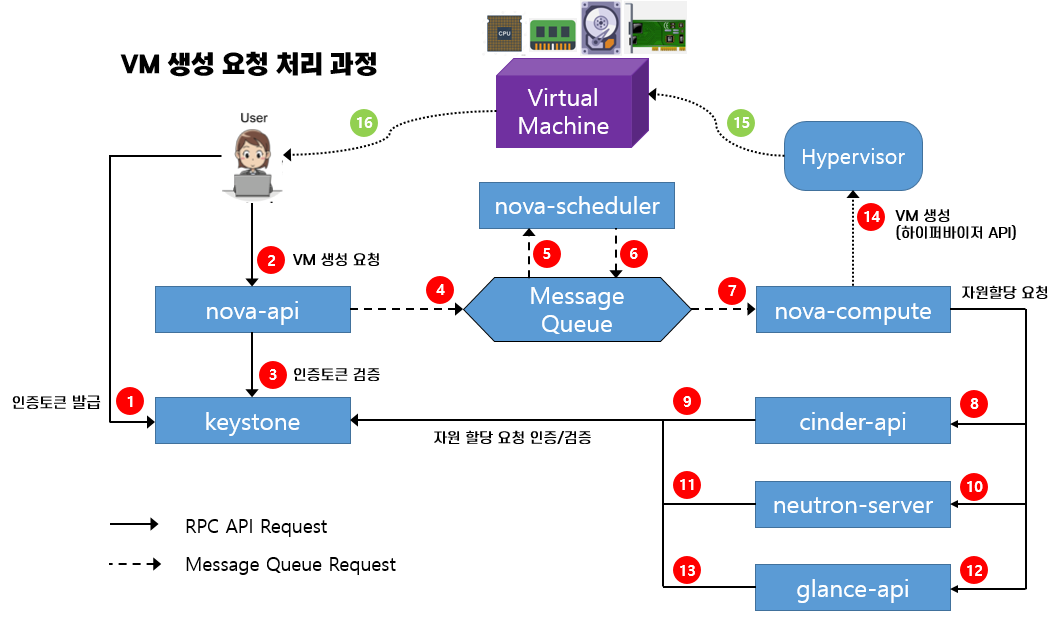 VM 생성 요청 처리 과정
CPU
Virtual
Machine
User
16
15
Hypervisor
nova-scheduler
14
VM 생성
(하이퍼바이저 API)
2
VM 생성 요청
5
6
4
Message
Queue
7
자원할당 요청
nova-api
nova-compute
3
인증토큰 검증
인증토큰 발급
1
keystone
9
자원 할당 요청 인증/검증
cinder-api
8
11
neutron-server
10
RPC API Request
Message Queue Request
13
glance-api
12